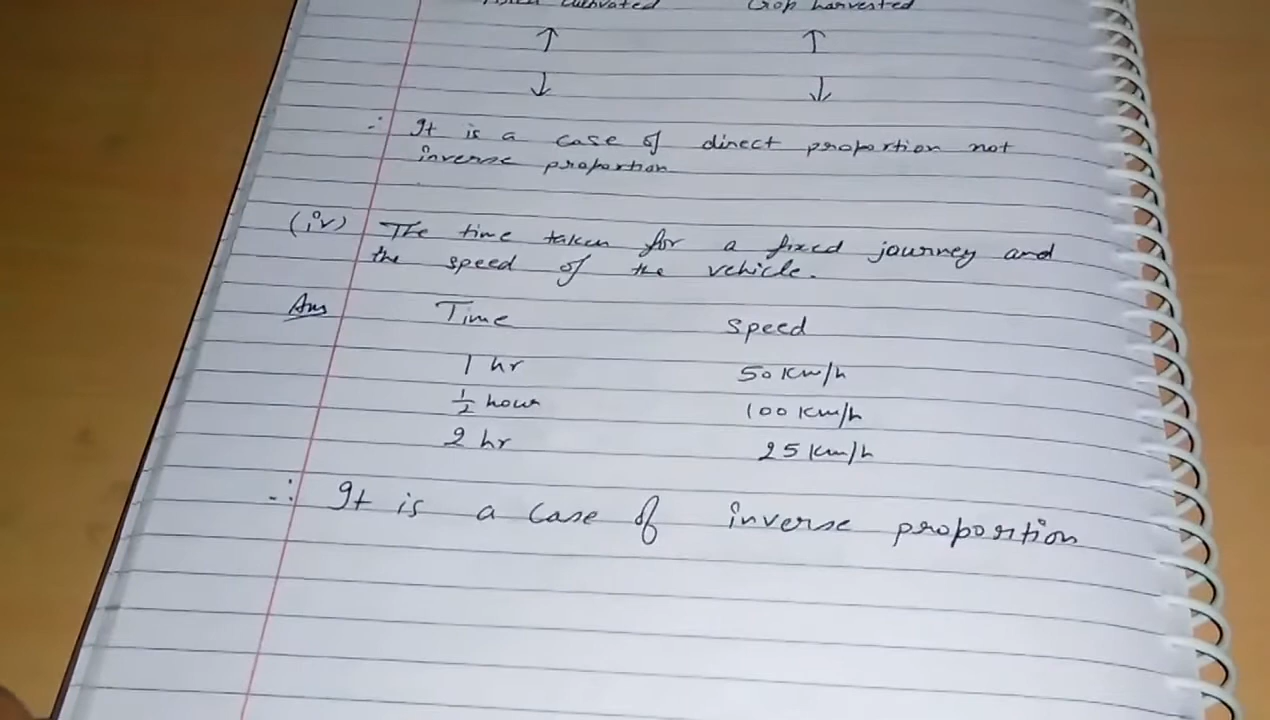 cultivated Crop harvested
↑ ↑
↓ ↓
∴ It is a case of direct proportion not
inverse proportion
(iv) The time taken for a fixed journey and
the speed of the vehicle.
Ans Time Speed
1 hr 50 Km/h
1/2 hour 100 Km/h
2 hr 25 Km/h
∴ It is a case of inverse proportion